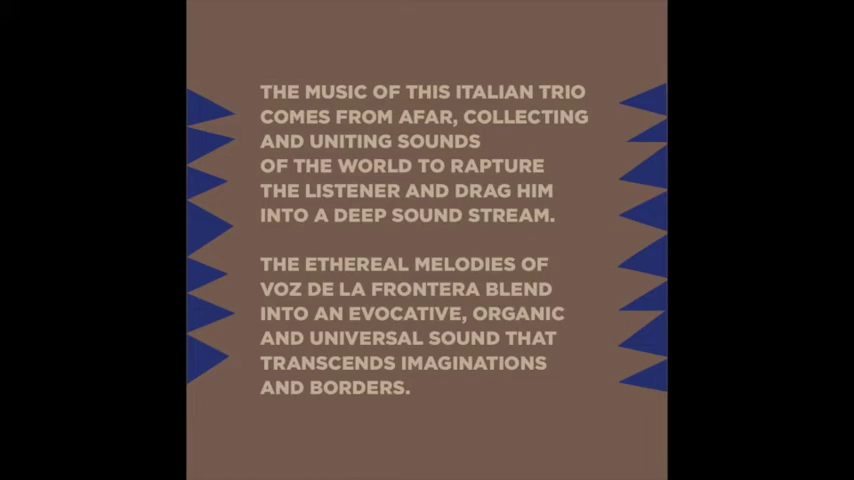 THE MUSIC OF THIS ITALIAN TRIO
COMES FROM AFAR, COLLECTING
AND UNITING SOUNDS
OF THE WORLD TO RAPTURE
THE LISTENER AND DRAG HIM
INTO A DEEP SOUND STREAM.
THE ETHEREAL MELODIES OF
VOZ DE LA FRONTERA BLEND
INTO AN EVOCATIVE, ORGANIC
AND UNIVERSAL SOUND THAT
TRANSCENDS IMAGINATIONS
AND BORDERS.